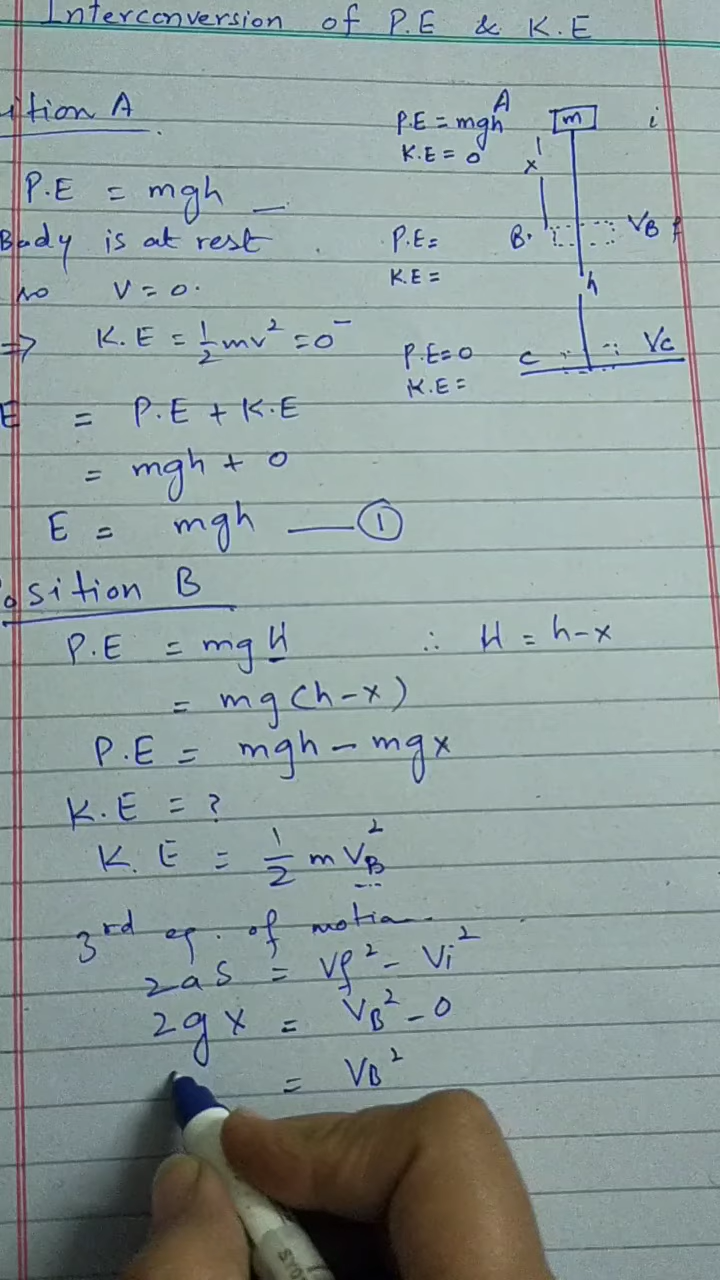 Interconversion of P.E & K.E
ition A
P.E = mgh
Body is at rest
so V = 0.
⇒ K.E = 1/2 mv² = 0
E = P.E + K.E
= mgh + 0
E = mgh —— ①
A
P.E = mgh
K.E = 0
m
i
x
P.E =
K.E =
B.
VB f
h
P.E = 0
K.E =
C
Vc
osition B
P.E = mgH ∴ H = h-x
= mg(h-x)
P.E = mgh - mgx
K.E = ?
K.E = 1/2 m VB²
3rd eq. of motion
2as = Vf² - Vi²
2gx = VB² - 0
= VB²